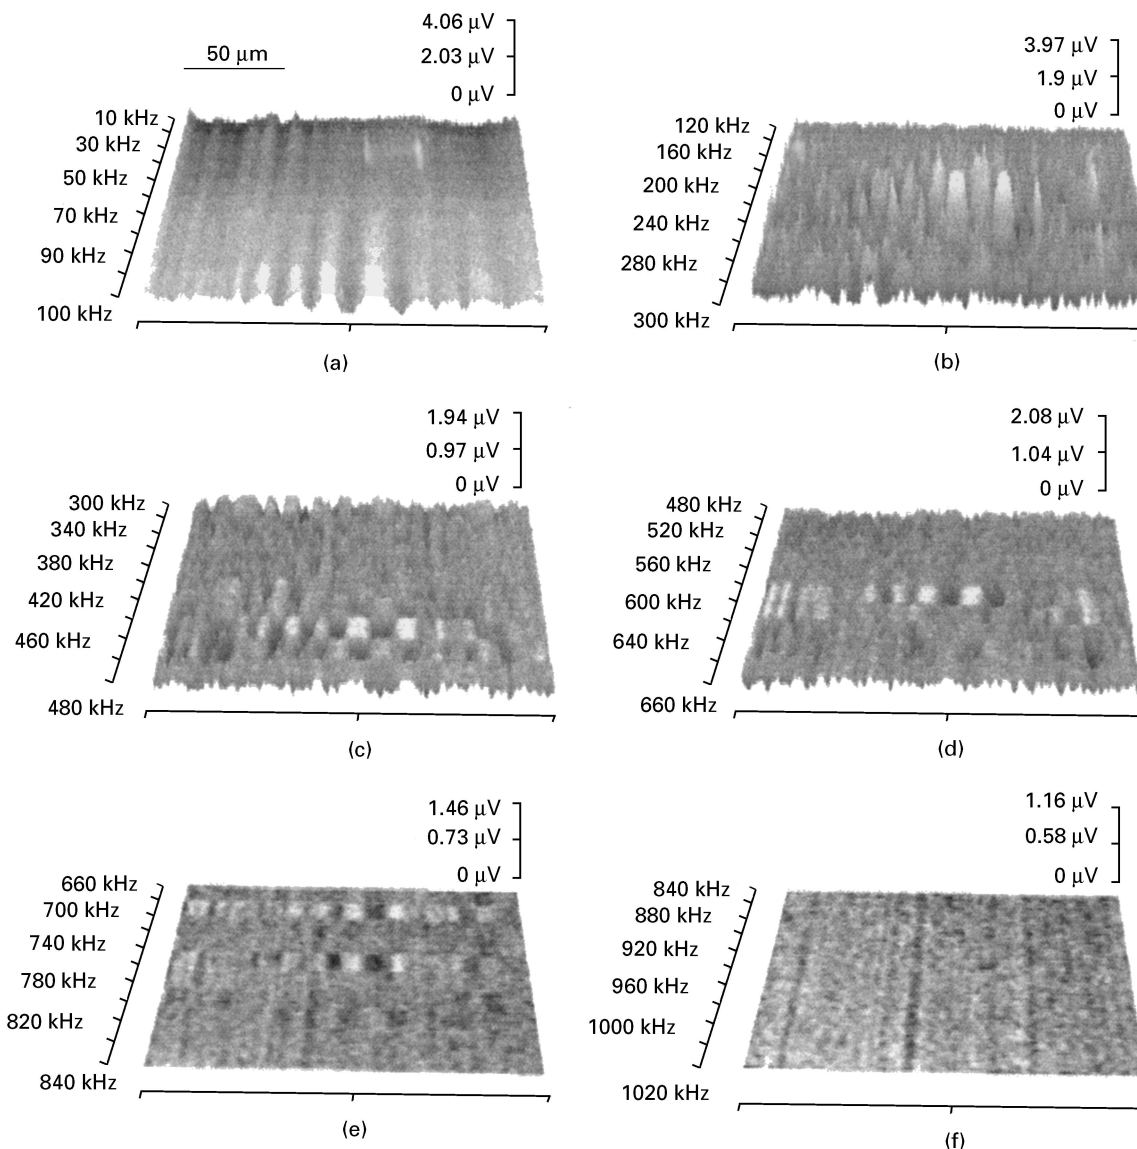 4.06 µV
50 µm
2.03 µV
0 µV
10 kHz
30 kHz
50 kHz
70 kHz
90 kHz
100 kHz
(a)
3.97 µV
1.9 µV
0 µV
120 kHz
160 kHz
200 kHz
240 kHz
280 kHz
300 kHz
(b)
1.94 µV
0.97 µV
0 µV
300 kHz
340 kHz
380 kHz
420 kHz
460 kHz
480 kHz
(c)
2.08 µV
1.04 µV
0 µV
480 kHz
520 kHz
560 kHz
600 kHz
640 kHz
660 kHz
(d)
1.46 µV
0.73 µV
0 µV
660 kHz
700 kHz
740 kHz
780 kHz
820 kHz
840 kHz
(e)
1.16 µV
0.58 µV
0 µV
840 kHz
880 kHz
920 kHz
960 kHz
1000 kHz
1020 kHz
(f)